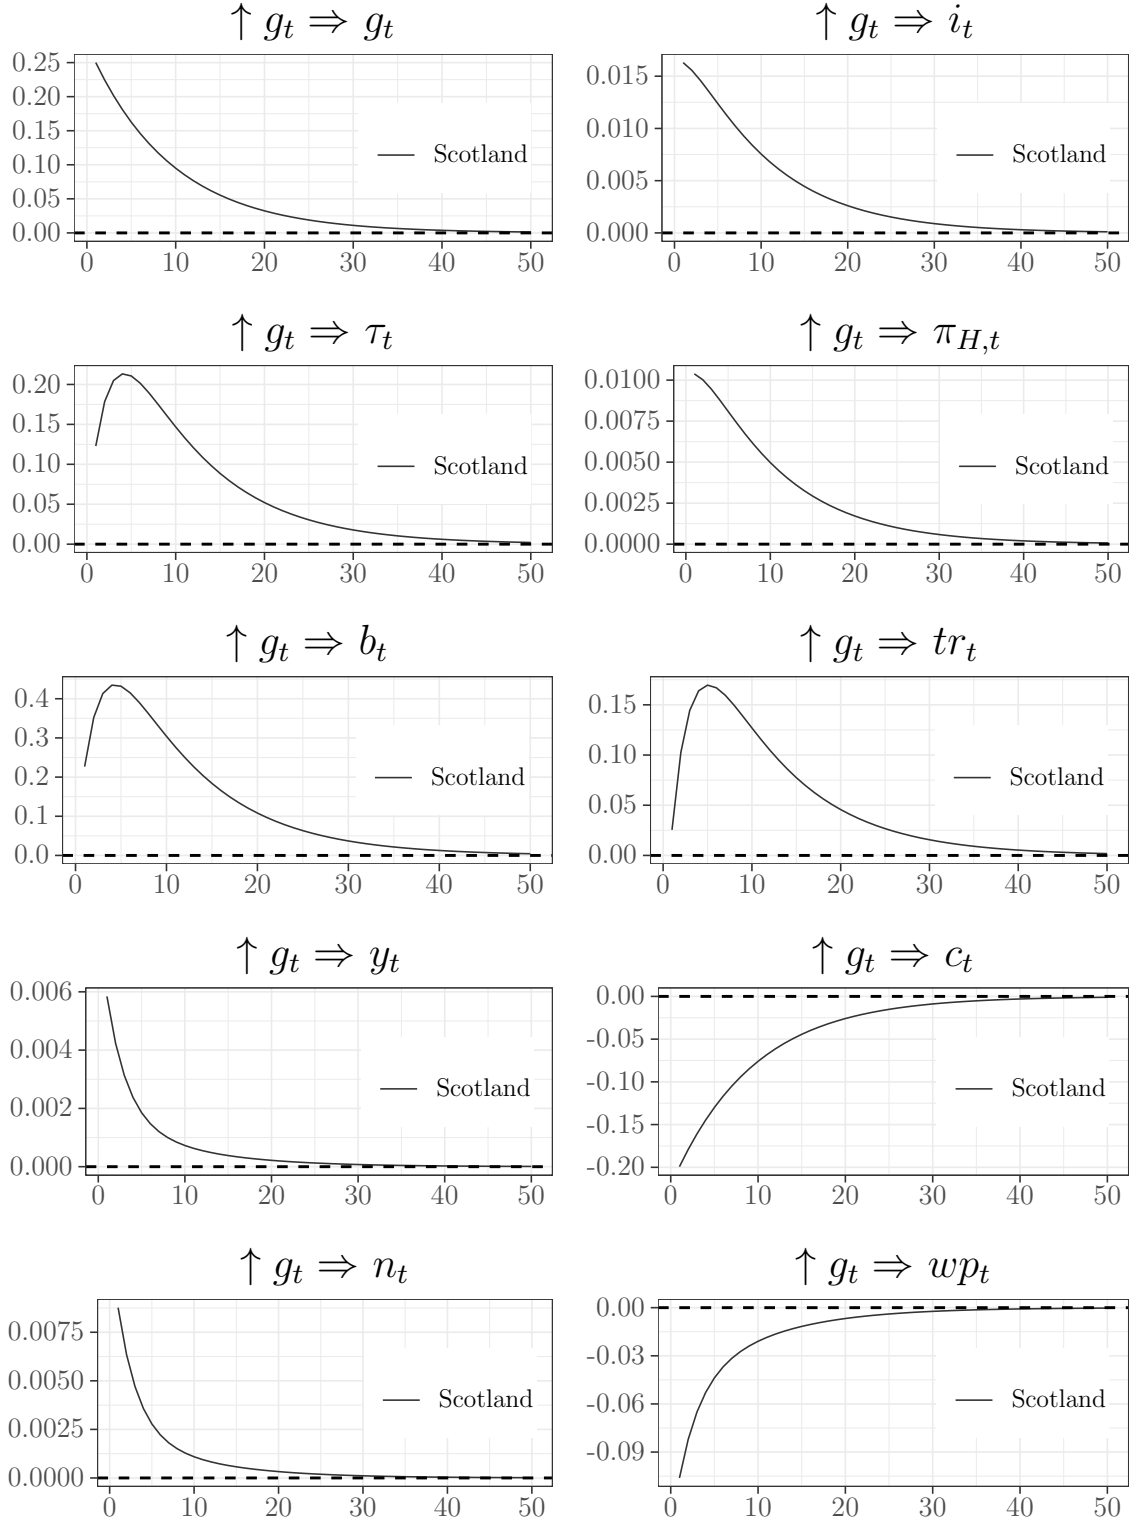 ↑ g_t ⇒ g_t
0.25
0.20
0.15
0.10
0.05
0.00
Scotland
0 10 20 30 40 50
↑ g_t ⇒ i_t
0.015
0.010
0.005
0.000
Scotland
0 10 20 30 40 50
↑ g_t ⇒ τ_t
0.20
0.15
0.10
0.05
0.00
Scotland
0 10 20 30 40 50
↑ g_t ⇒ π_{H,t}
0.0100
0.0075
0.0050
0.0025
0.0000
Scotland
0 10 20 30 40 50
↑ g_t ⇒ b_t
0.4
0.3
0.2
0.1
0.0
Scotland
0 10 20 30 40 50
↑ g_t ⇒ tr_t
0.15
0.10
0.05
0.00
Scotland
0 10 20 30 40 50
↑ g_t ⇒ y_t
0.006
0.004
0.002
0.000
Scotland
0 10 20 30 40 50
↑ g_t ⇒ c_t
0.00
-0.05
-0.10
-0.15
-0.20
Scotland
0 10 20 30 40 50
↑ g_t ⇒ n_t
0.0075
0.0050
0.0025
0.0000
Scotland
0 10 20 30 40 50
↑ g_t ⇒ wp_t
0.00
-0.03
-0.06
-0.09
Scotland
0 10 20 30 40 50